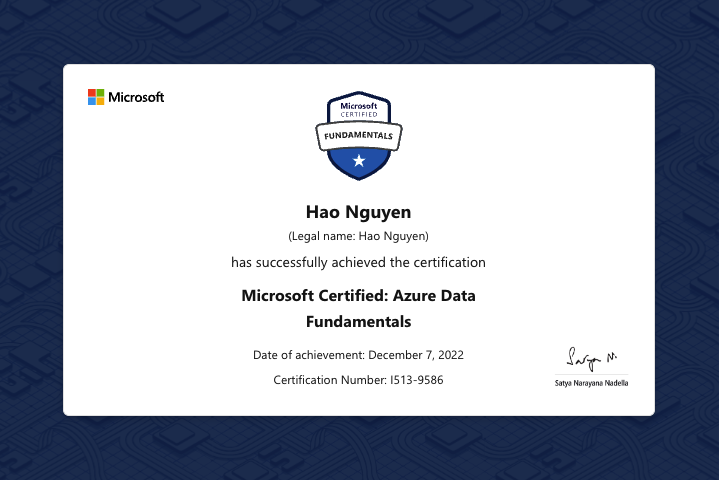 Microsoft
Microsoft
CERTIFIED
FUNDAMENTALS
Hao Nguyen
(Legal name: Hao Nguyen)
has successfully achieved the certification
Microsoft Certified: Azure Data
Fundamentals
Date of achievement: December 7, 2022
Certification Number: I513-9586
Satya N.
Satya Narayana Nadella